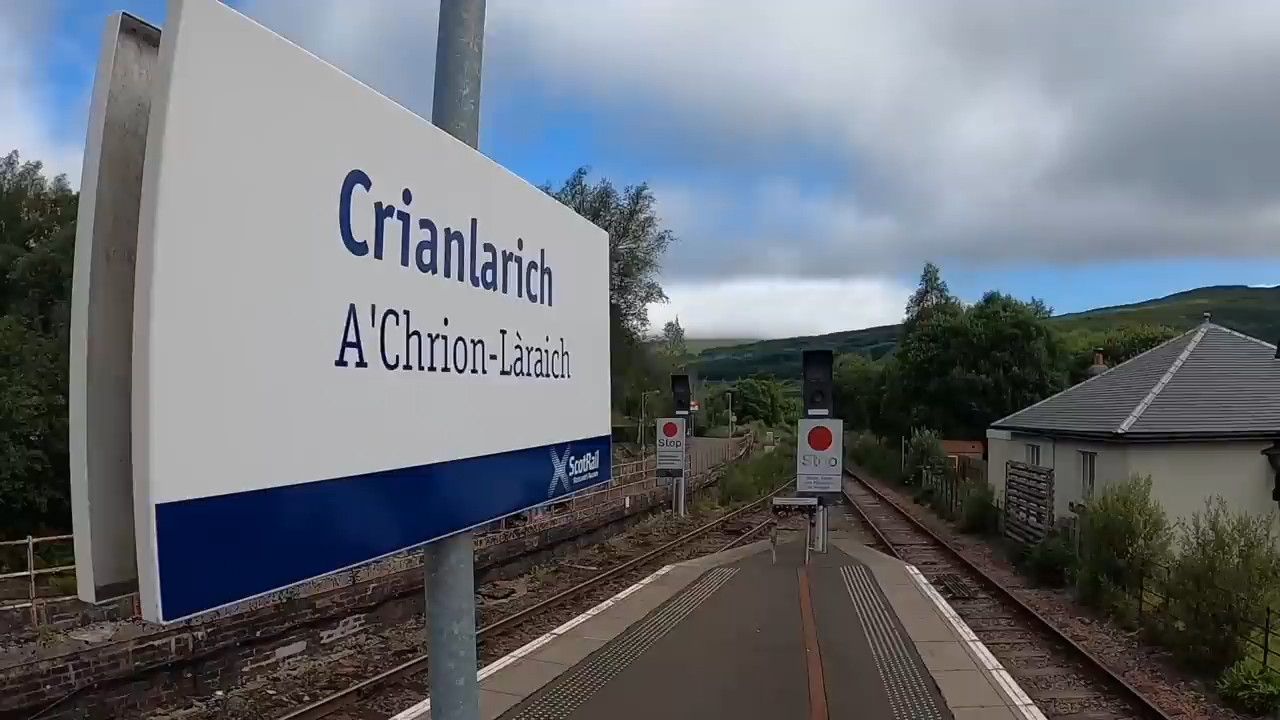 Crianlarich
A'Chrion-Làraich
ScotRail
Stop
Stop